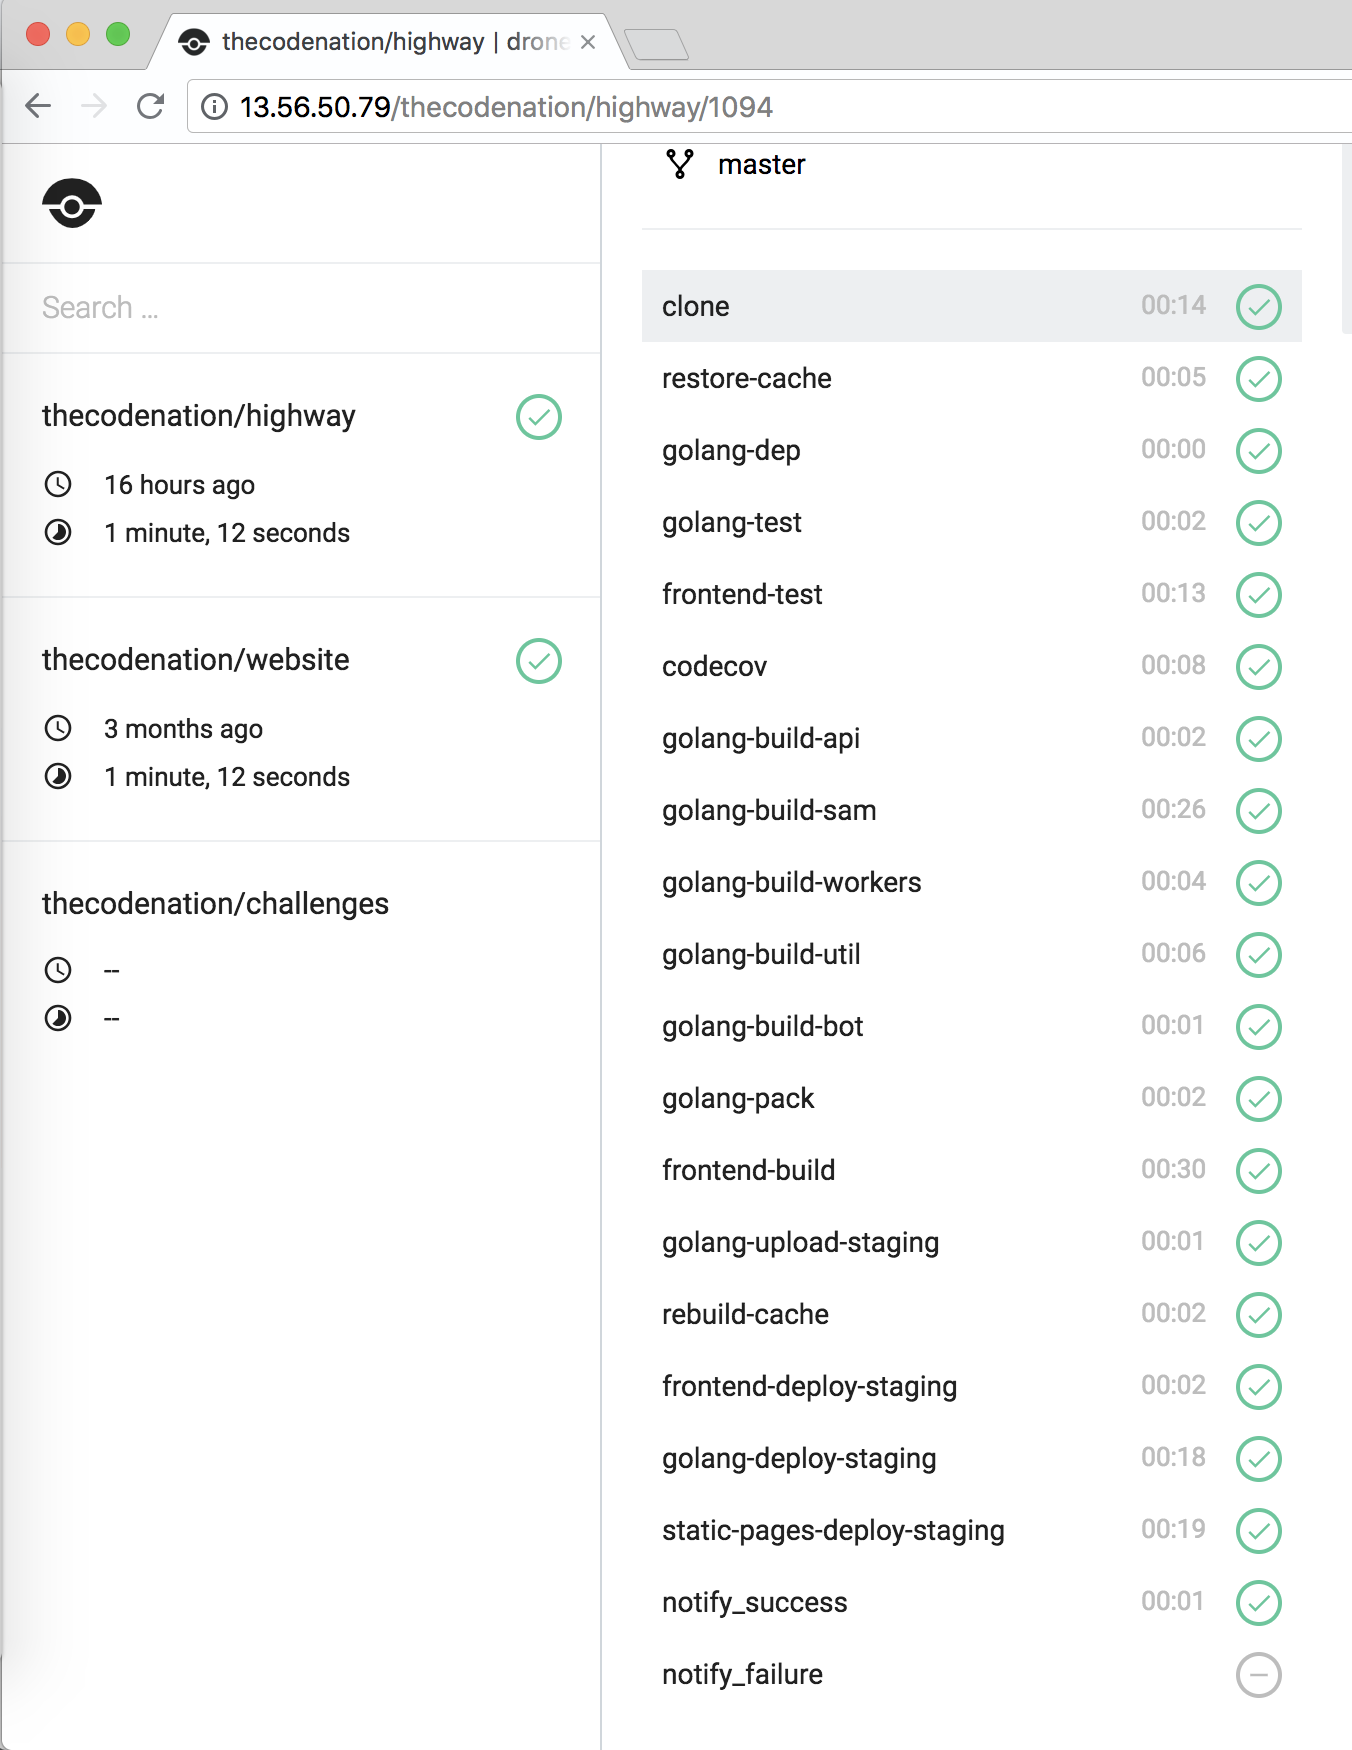 thecodenation/highway | drone
13.56.50.79/thecodenation/highway/1094
Search ...
thecodenation/highway
16 hours ago
1 minute, 12 seconds
thecodenation/website
3 months ago
1 minute, 12 seconds
thecodenation/challenges
--
--
master
clone 00:14
restore-cache 00:05
golang-dep 00:00
golang-test 00:02
frontend-test 00:13
codecov 00:08
golang-build-api 00:02
golang-build-sam 00:26
golang-build-workers 00:04
golang-build-util 00:06
golang-build-bot 00:01
golang-pack 00:02
frontend-build 00:30
golang-upload-staging 00:01
rebuild-cache 00:02
frontend-deploy-staging 00:02
golang-deploy-staging 00:18
static-pages-deploy-staging 00:19
notify_success 00:01
notify_failure